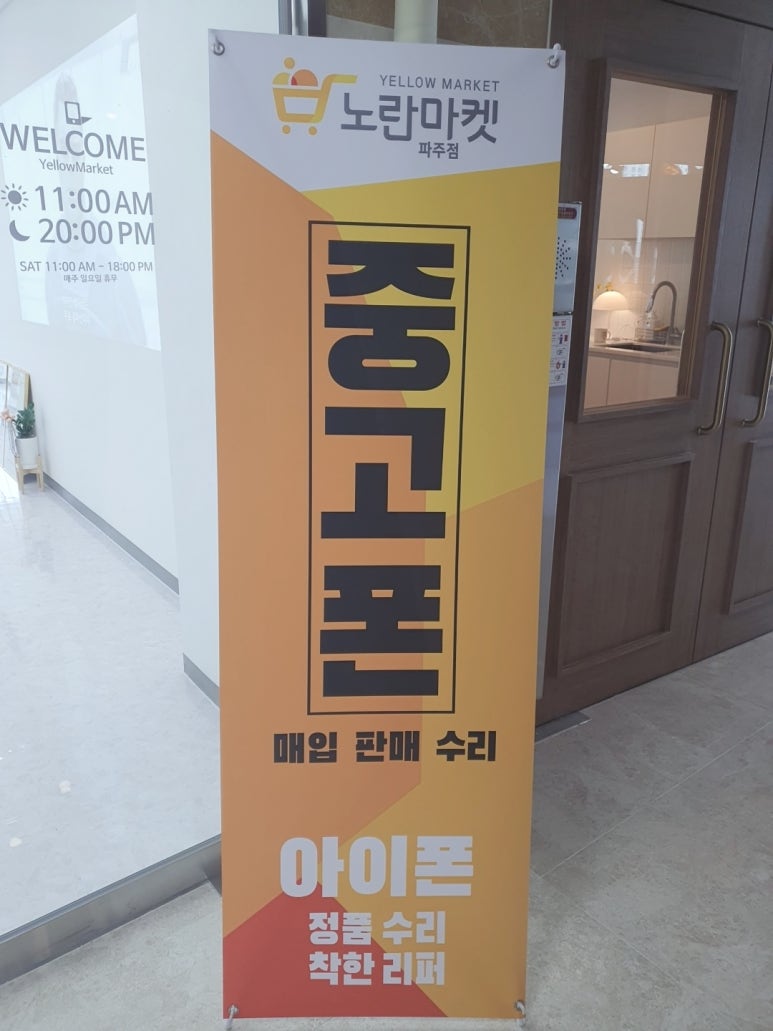 WELCOME
YellowMarket
11:00 AM
20:00 PM
SAT 11:00 AM - 18:00 PM
매주 일요일 휴무
YELLOW MARKET
노란마켓
파주점
중고폰
매입 판매 수리
아이폰
정품 수리
착한 리퍼